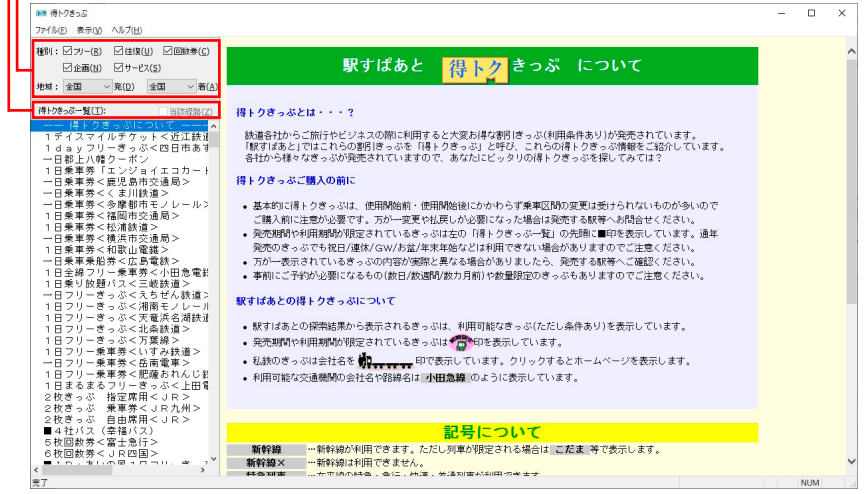 得トクきっぷ
ファイル(F) 表示(V) ヘルプ(H)
種別： フリー(R) 往復(U) 回数券(C)
企画(N) サービス(S)
地域： 全国 発(D) 全国 着(A)
得トクきっぷ一覧(T)： 当該経路(Z)
―― 得トクきっぷについて ――
１デイスマイルチケット＜近江鉄道
１ｄａｙフリーきっぷ＜四日市あす
一日郡上八幡クーポン
１日乗車券「エンジョイエコカート
１日乗車券＜鹿児島市交通局＞
１日乗車券＜くま川鉄道＞
一日乗車券＜多摩都市モノレール＞
１日乗車券＜福岡市交通局＞
１日乗車券＜松浦鉄道＞
一日乗車券＜横浜市交通局＞
１日乗車券＜和歌山電鐵＞
一日乗車乗船券＜広島電鉄＞
１日全線フリー乗車券＜小田急電鉄
１日乗り放題パス＜三岐鉄道＞
一日フリーきっぷ＜えちぜん鉄道＞
１日フリーきっぷ＜湘南モノレール
１日フリーきっぷ＜天竜浜名湖鉄道
１日フリーきっぷ＜北条鉄道＞
１日フリーきっぷ＜万葉線＞
１日フリー乗車券＜いすみ鉄道＞
一日フリー乗車券＜岳南電車＞
１日フリー乗車券＜肥薩おれんじ鉄
１日まるまるフリーきっぷ＜上田電
２枚きっぷ 指定席用＜ＪＲ＞
２枚きっぷ 乗車券＜ＪＲ九州＞
２枚きっぷ 自由席用＜ＪＲ＞
■４社バス（幸福バス）
５枚回数券＜富士急行＞
６枚回数券＜ＪＲ四国＞
完了
駅すぱあと 得トク きっぷ について
得トクきっぷとは・・・？
鉄道各社からご旅行やビジネスの際に利用すると大変お得な割引きっぷ(利用条件あり)が発売されています。
「駅すぱあと」ではこれらの割引きっぷを「得トクきっぷ」と呼び、これらの得トクきっぷ情報をご紹介しています。
各社から様々なきっぷが発売されていますので、あなたにピッタリの得トクきっぷを探してみては？
得トクきっぷご購入の前に
• 基本的に得トクきっぷは、使用開始前・使用開始後にかかわらず乗車区間の変更は受けられないものが多いので
ご購入前に注意が必要です。万が一変更や払戻しが必要になった場合は発売する駅等へお問合せください。
• 発売期間や利用期間が限定されているきっぷは左の「得トクきっぷ一覧」の先頭に■印を表示しています。通年
発売のきっぷでも祝日/連休/GW/お盆/年末年始などは利用できない場合がありますのでご注意ください。
• 万が一表示されているきっぷの内容が実際と異なる場合がありましたら、発売する駅等へご確認ください。
• 事前にご予約が必要になるもの(数日/数週間/数カ月前)や数量限定のきっぷもありますのでご注意ください。
駅すぱあとの得トクきっぷについて
• 駅すぱあとの探索結果から表示されるきっぷは、利用可能なきっぷ(ただし条件あり)を表示しています。
• 発売期間や利用期間が限定されているきっぷは 印を表示しています。
• 私鉄のきっぷは会社名を 印で表示しています。クリックするとホームページを表示します。
• 利用可能な交通機関の会社名や路線名は 小田急線 のように表示しています。
記号について
新幹線 …新幹線が利用できます。ただし列車が限定される場合は こだま 等で表示します。
新幹線× …新幹線は利用できません。
NUM